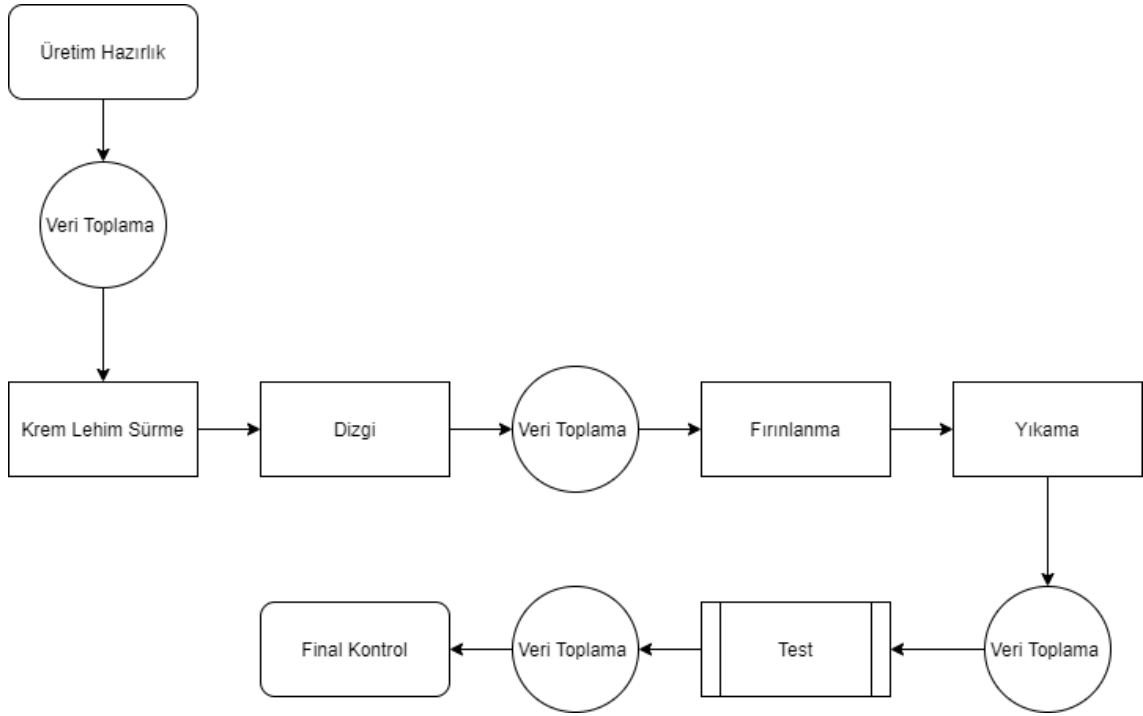 Üretim Hazırlık
Veri Toplama
Krem Lehim Sürme
Dizgi
Veri Toplama
Fırınlanma
Yıkama
Veri Toplama
Test
Veri Toplama
Final Kontrol